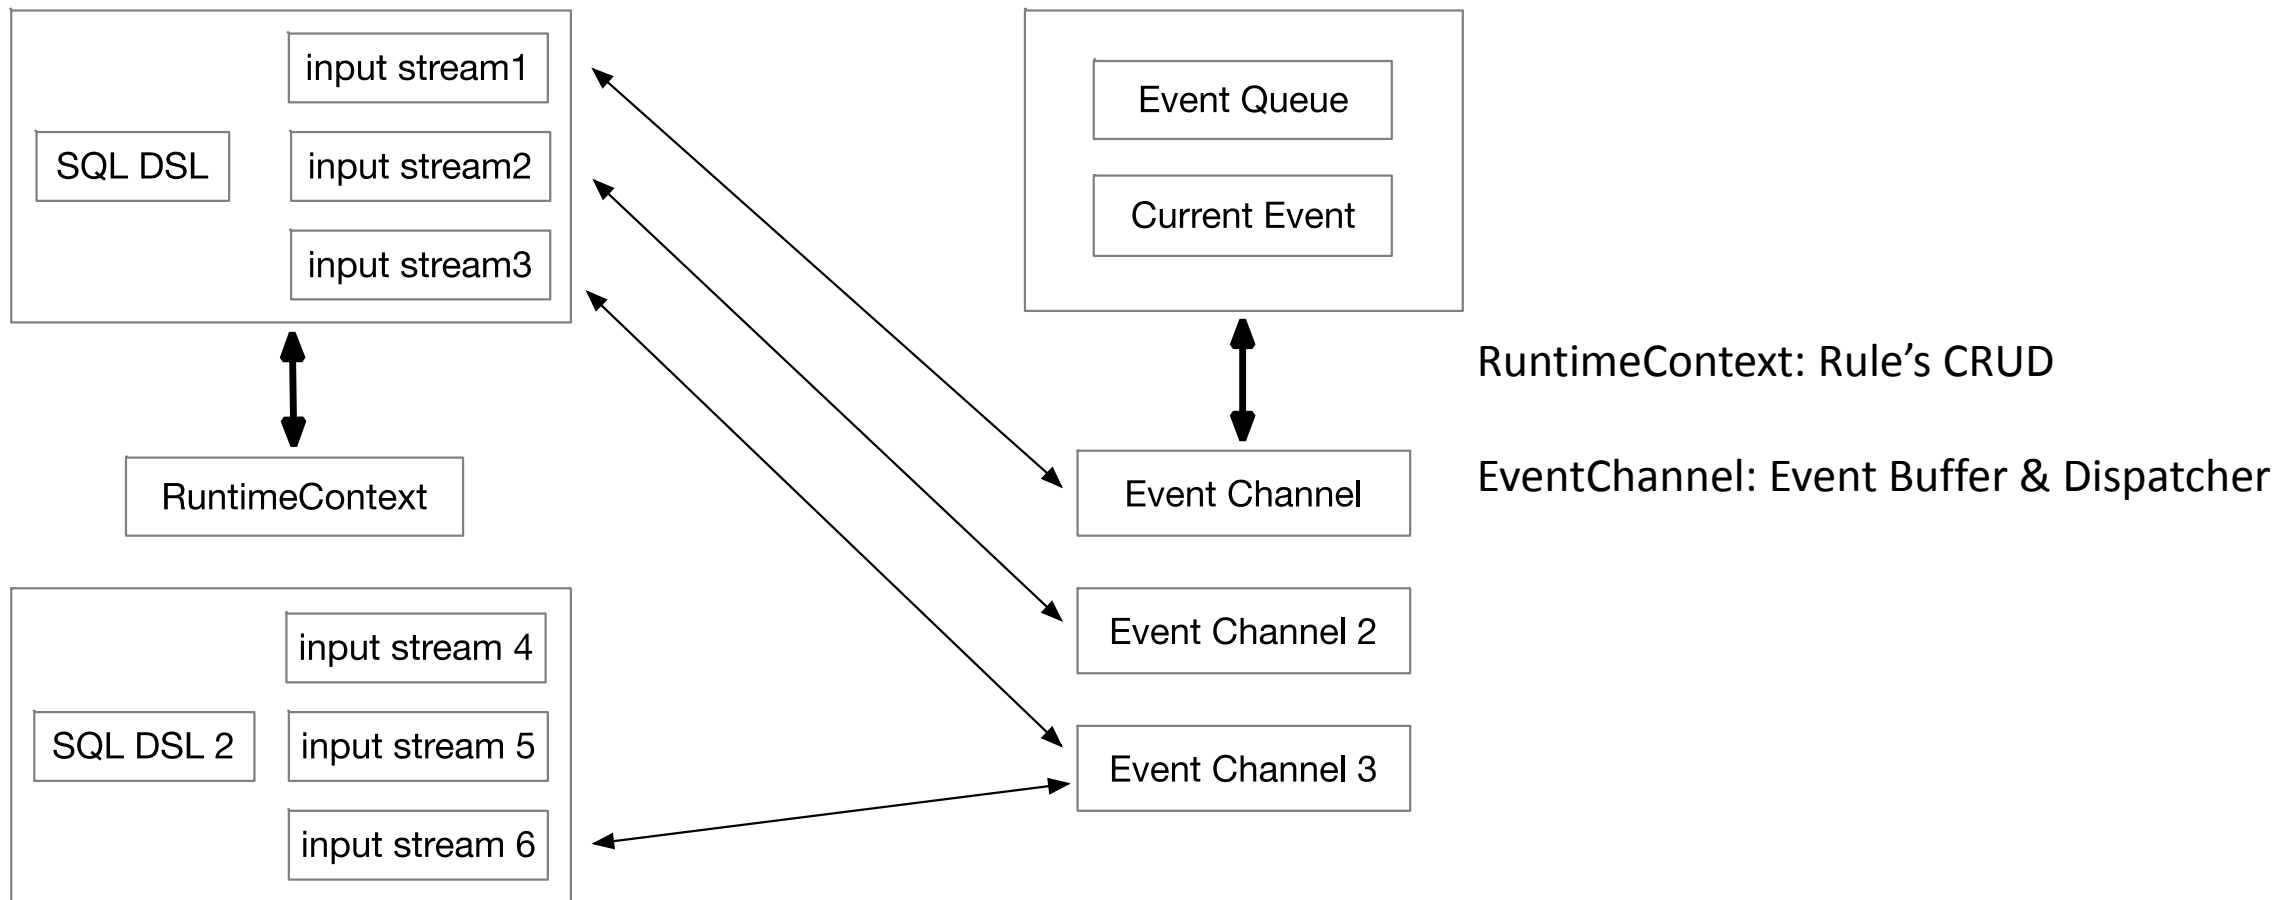 input stream1
SQL DSL
input stream2
input stream3
RuntimeContext
SQL DSL 2
input stream 4
input stream 5
input stream 6
Event Queue
Current Event
Event Channel
Event Channel 2
Event Channel 3
RuntimeContext: Rule’s CRUD
EventChannel: Event Buffer & Dispatcher